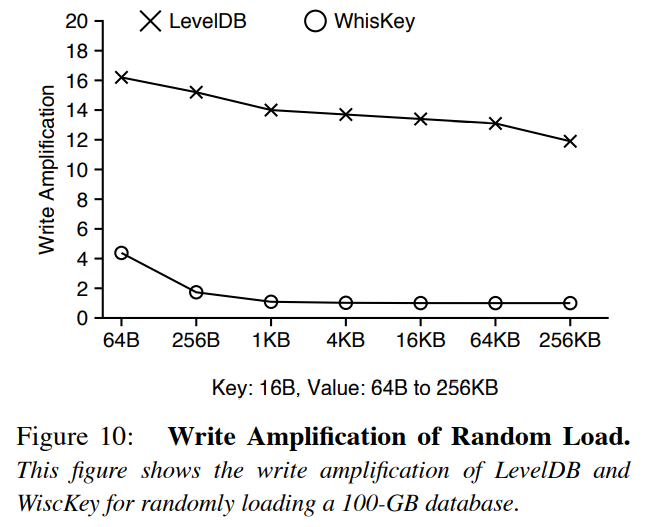 LevelDB WhisKey
20
18
16
14
12
10
8
6
4
2
0
Write Amplification
64B 256B 1KB 4KB 16KB 64KB 256KB
Key: 16B, Value: 64B to 256KB
Figure 10: Write Amplification of Random Load.
This figure shows the write amplification of LevelDB and
WiscKey for randomly loading a 100-GB database.